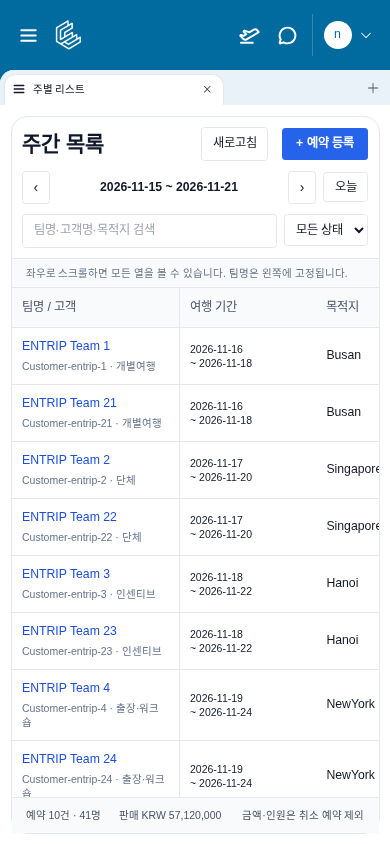 n
주별 리스트
주간 목록
새로고침
+ 예약 등록
‹
2026-11-15 ~ 2026-11-21
›
오늘
팀명·고객명·목적지 검색
모든 상태
좌우로 스크롤하면 모든 열을 볼 수 있습니다. 팀명은 왼쪽에 고정됩니다.
팀명 / 고객
여행 기간
목적지
ENTRIP Team 1
Customer-entrip-1 · 개별여행
2026-11-16
~ 2026-11-18
Busan
ENTRIP Team 21
Customer-entrip-21 · 개별여행
2026-11-16
~ 2026-11-18
Busan
ENTRIP Team 2
Customer-entrip-2 · 단체
2026-11-17
~ 2026-11-20
Singapore
ENTRIP Team 22
Customer-entrip-22 · 단체
2026-11-17
~ 2026-11-20
Singapore
ENTRIP Team 3
Customer-entrip-3 · 인센티브
2026-11-18
~ 2026-11-22
Hanoi
ENTRIP Team 23
Customer-entrip-23 · 인센티브
2026-11-18
~ 2026-11-22
Hanoi
ENTRIP Team 4
Customer-entrip-4 · 출장·워크
숍
2026-11-19
~ 2026-11-24
NewYork
ENTRIP Team 24
Customer-entrip-24 · 출장·워크
숍
2026-11-19
~ 2026-11-24
NewYork
예약 10건 · 41명
판매 KRW 57,120,000
금액·인원은 취소 예약 제외